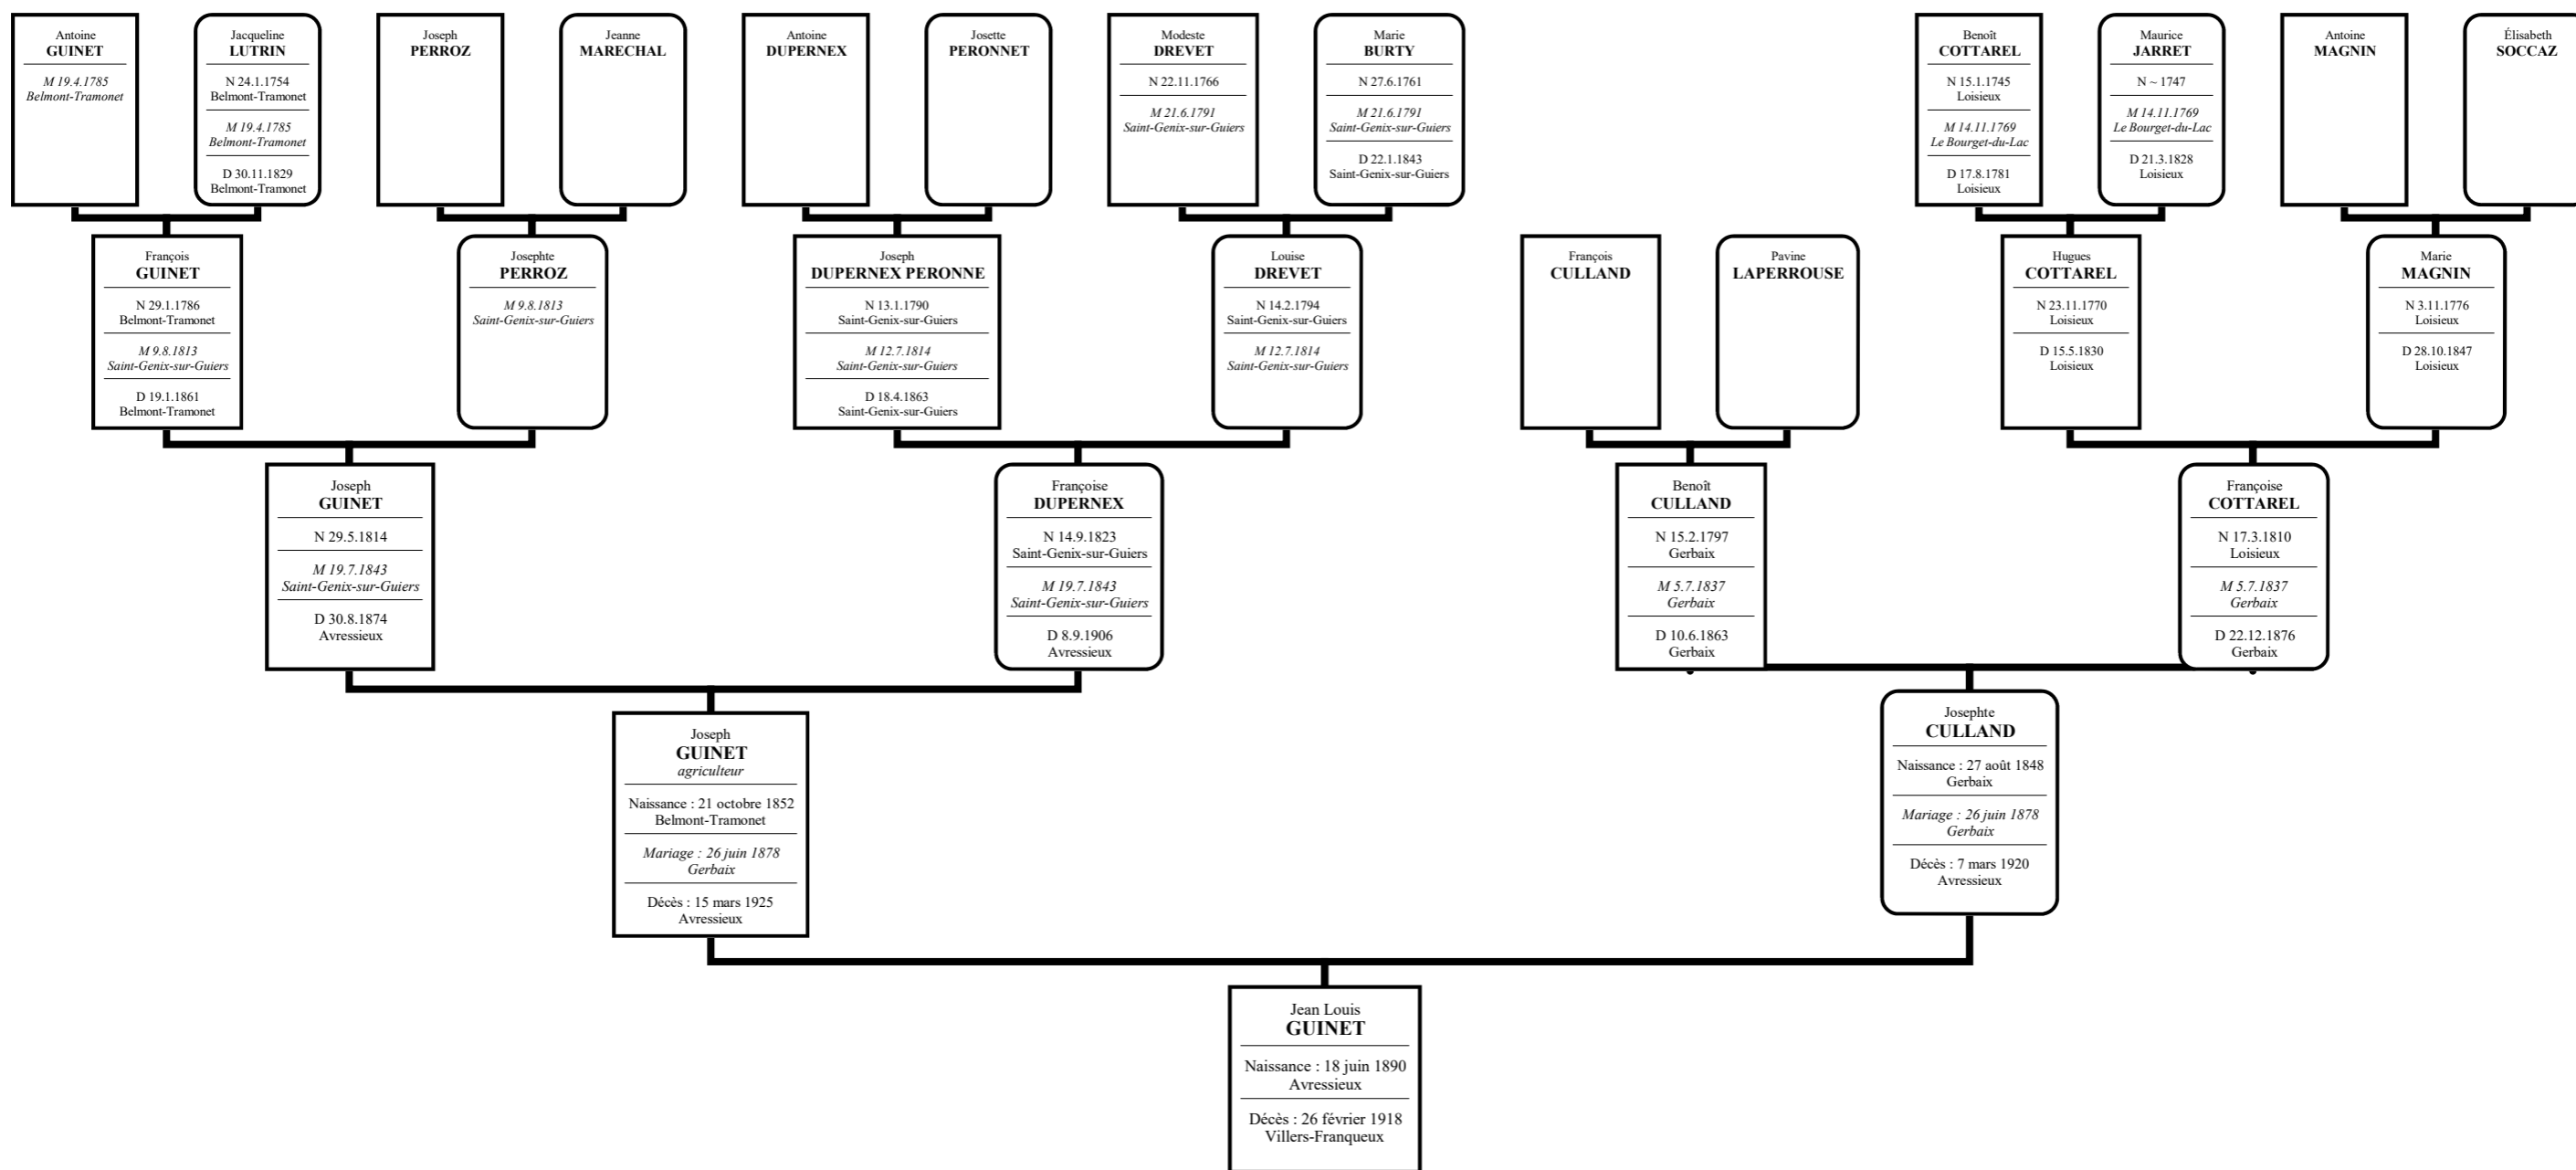 Antoine
GUINET
M 19.4.1785
Belmont-Tramonet
Jacqueline
LUTRIN
N 24.1.1754
Belmont-Tramonet
M 19.4.1785
Belmont-Tramonet
D 30.11.1829
Belmont-Tramonet
Joseph
PERROZ
Jeanne
MARECHAL
Antoine
DUPERNEX
Josette
PERONNET
Modeste
DREVET
N 22.11.1766
M 21.6.1791
Saint-Genix-sur-Guiers
Marie
BURTY
N 27.6.1761
M 21.6.1791
Saint-Genix-sur-Guiers
D 22.1.1843
Saint-Genix-sur-Guiers
Benoît
COTTAREL
N 15.1.1745
Loisieux
M 14.11.1769
Le Bourget-du-Lac
D 17.8.1781
Loisieux
Maurice
JARRET
N ~ 1747
M 14.11.1769
Le Bourget-du-Lac
D 21.3.1828
Loisieux
Antoine
MAGNIN
Élisabeth
SOCCAZ
François
GUINET
N 29.1.1786
Belmont-Tramonet
M 9.8.1813
Saint-Genix-sur-Guiers
D 19.1.1861
Belmont-Tramonet
Josephte
PERROZ
M 9.8.1813
Saint-Genix-sur-Guiers
Joseph
DUPERNEX PERONNE
N 13.1.1790
Saint-Genix-sur-Guiers
M 12.7.1814
Saint-Genix-sur-Guiers
D 18.4.1863
Saint-Genix-sur-Guiers
Louise
DREVET
N 14.2.1794
Saint-Genix-sur-Guiers
M 12.7.1814
Saint-Genix-sur-Guiers
François
CULLAND
Pavine
LAPERROUSE
Hugues
COTTAREL
N 23.11.1770
Loisieux
D 15.5.1830
Loisieux
Marie
MAGNIN
N 3.11.1776
Loisieux
D 28.10.1847
Loisieux
Joseph
GUINET
N 29.5.1814
M 19.7.1843
Saint-Genix-sur-Guiers
D 30.8.1874
Avressieux
Françoise
DUPERNEX
N 14.9.1823
Saint-Genix-sur-Guiers
M 19.7.1843
Saint-Genix-sur-Guiers
D 8.9.1906
Avressieux
Benoît
CULLAND
N 15.2.1797
Gerbaix
M 5.7.1837
Gerbaix
D 10.6.1863
Gerbaix
Françoise
COTTAREL
N 17.3.1810
Loisieux
M 5.7.1837
Gerbaix
D 22.12.1876
Gerbaix
Joseph
GUINET
agriculteur
Naissance : 21 octobre 1852
Belmont-Tramonet
Mariage : 26 juin 1878
Gerbaix
Décès : 15 mars 1925
Avressieux
Josephte
CULLAND
Naissance : 27 août 1848
Gerbaix
Mariage : 26 juin 1878
Gerbaix
Décès : 7 mars 1920
Avressieux
Jean Louis
GUINET
Naissance : 18 juin 1890
Avressieux
Décès : 26 février 1918
Villers-Franqueux